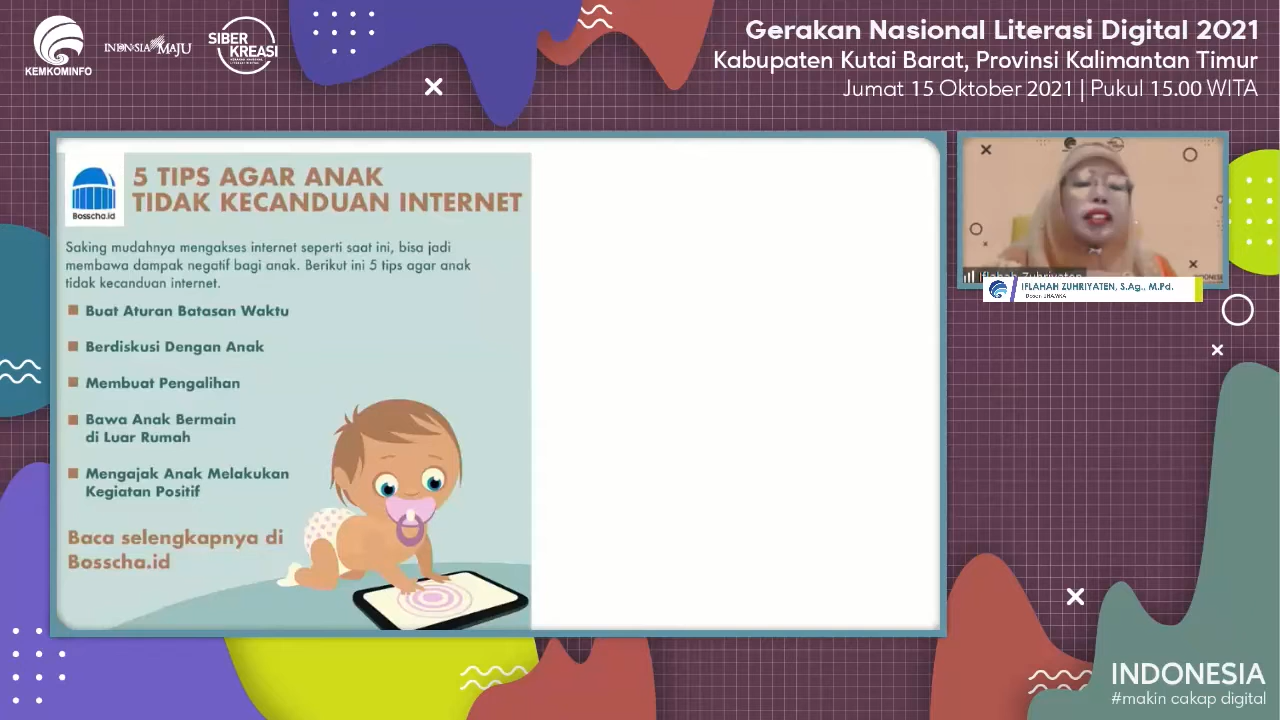 KEMKOMINFO
INDONESIA MAJU
SIBER
KREASI
Gerakan Nasional Literasi Digital 2021
Kabupaten Kutai Barat, Provinsi Kalimantan Timur
Jumat 15 Oktober 2021 | Pukul 15.00 WITA
Bosscha.id
5 TIPS AGAR ANAK
TIDAK KECANDUAN INTERNET
Saking mudahnya mengakses internet seperti saat ini, bisa jadi
membawa dampak negatif bagi anak. Berikut ini 5 tips agar anak
tidak kecanduan internet.
Buat Aturan Batasan Waktu
Berdiskusi Dengan Anak
Membuat Pengalihan
Bawa Anak Bermain
di Luar Rumah
Mengajak Anak Melakukan
Kegiatan Positif
Baca selengkapnya di
Bosscha.id
Iflahah Zuhriyaten
IFLAHAH ZUHRIYATEN, S.Ag., M.Pd.
INDONESIA
#makin cakap digital